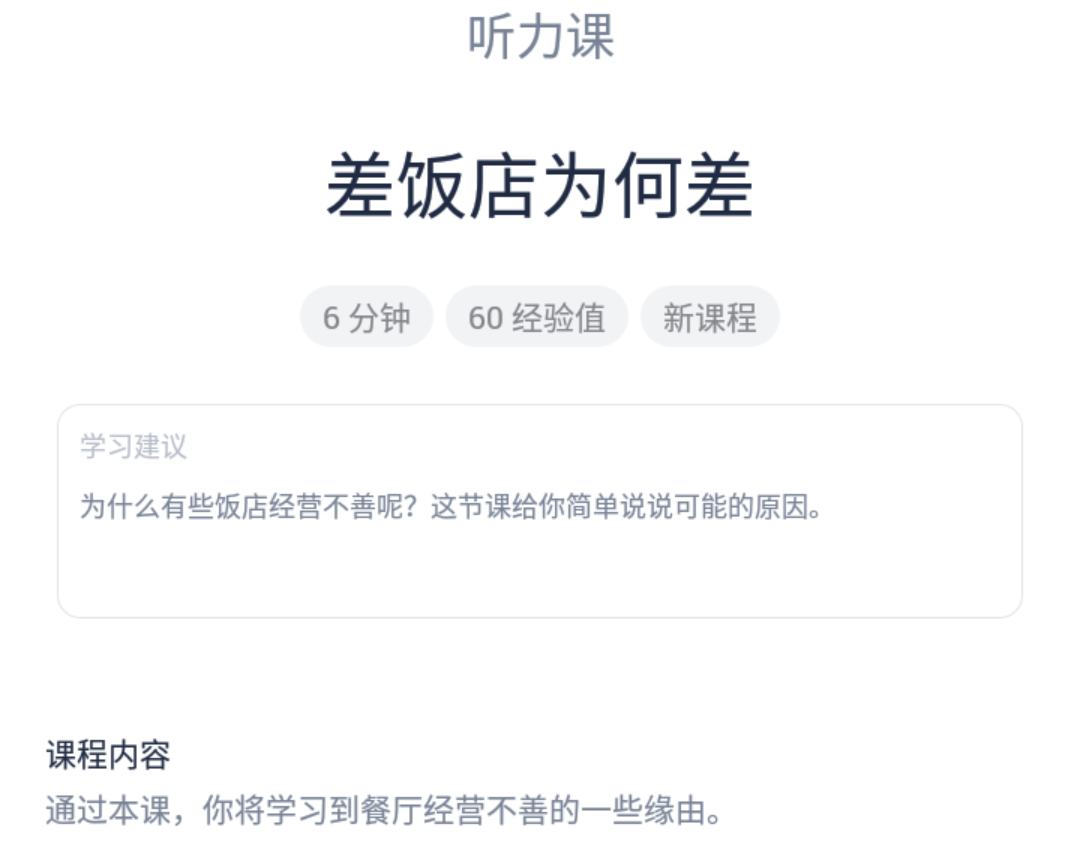 听力课
差饭店为何差
6 分钟 60 经验值 新课程
学习建议
为什么有些饭店经营不善呢？这节课给你简单说说可能的原因。
课程内容
通过本课，你将学习到餐厅经营不善的一些缘由。